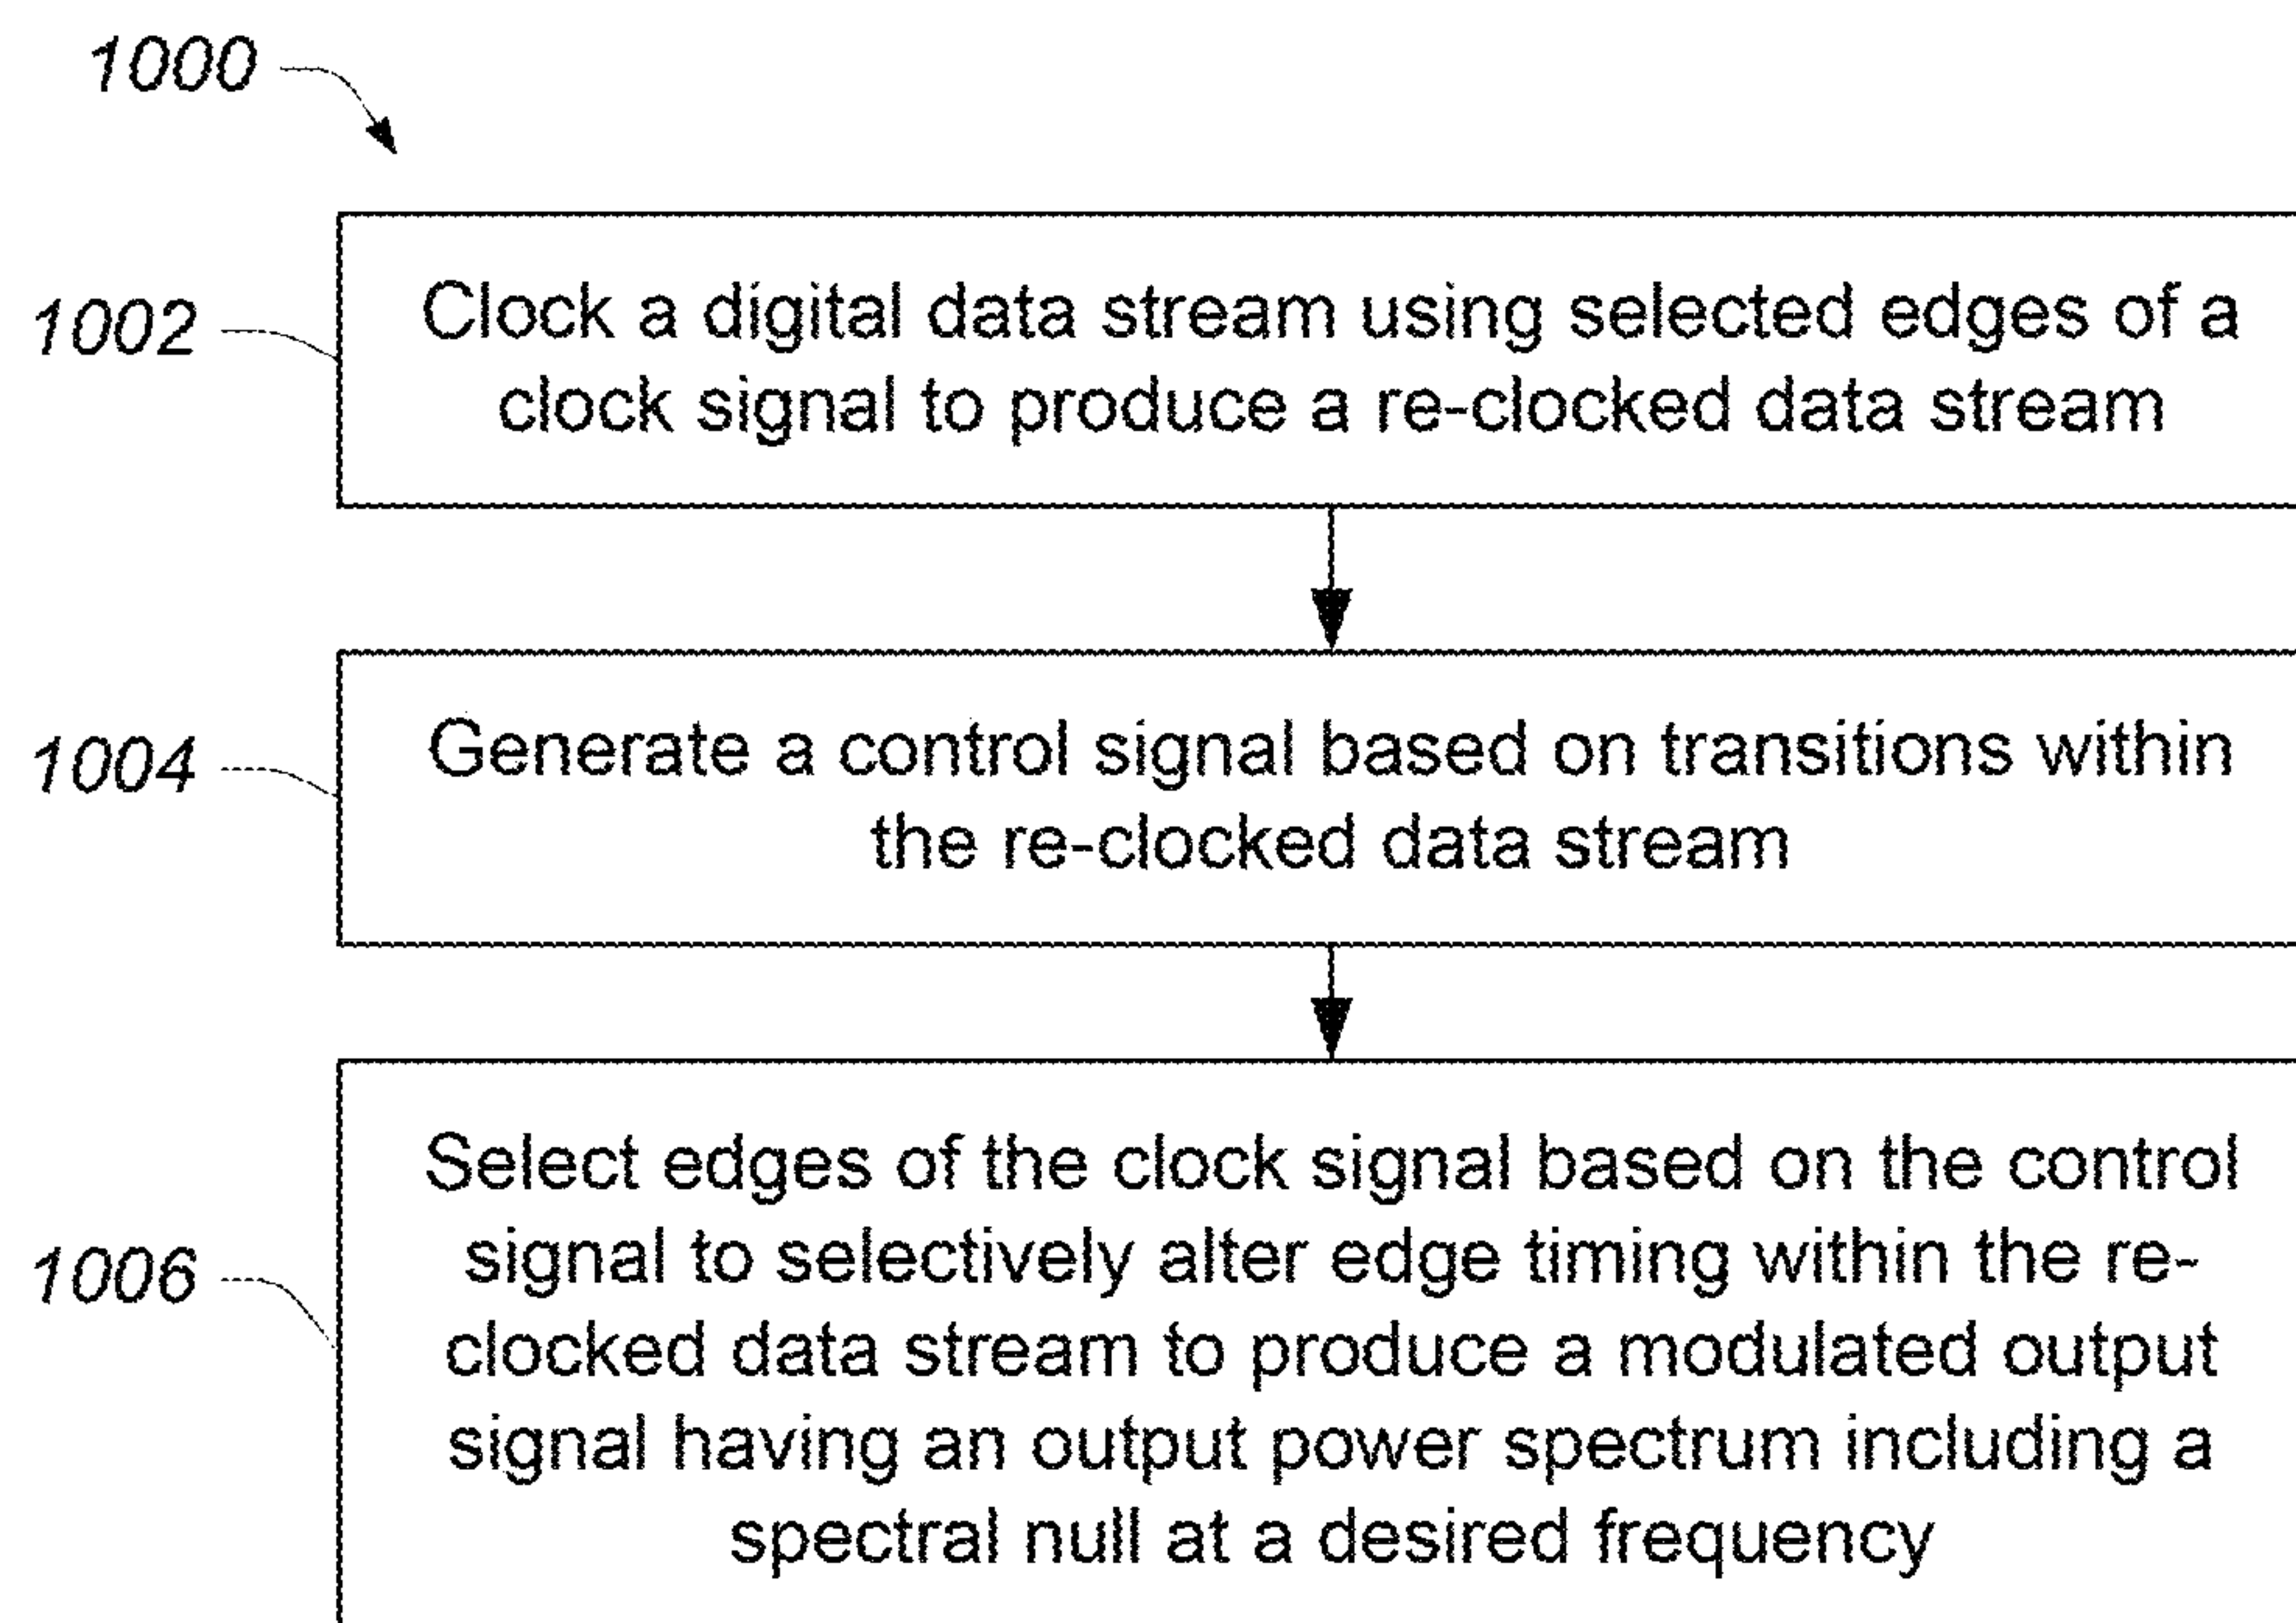 1000
1002
Clock a digital data stream using selected edges of a
clock signal to produce a re-clocked data stream
1004
Generate a control signal based on transitions within
the re-clocked data stream
1006
Select edges of the clock signal based on the control
signal to selectively alter edge timing within the re-
clocked data stream to produce a modulated output
signal having an output power spectrum including a
spectral null at a desired frequency